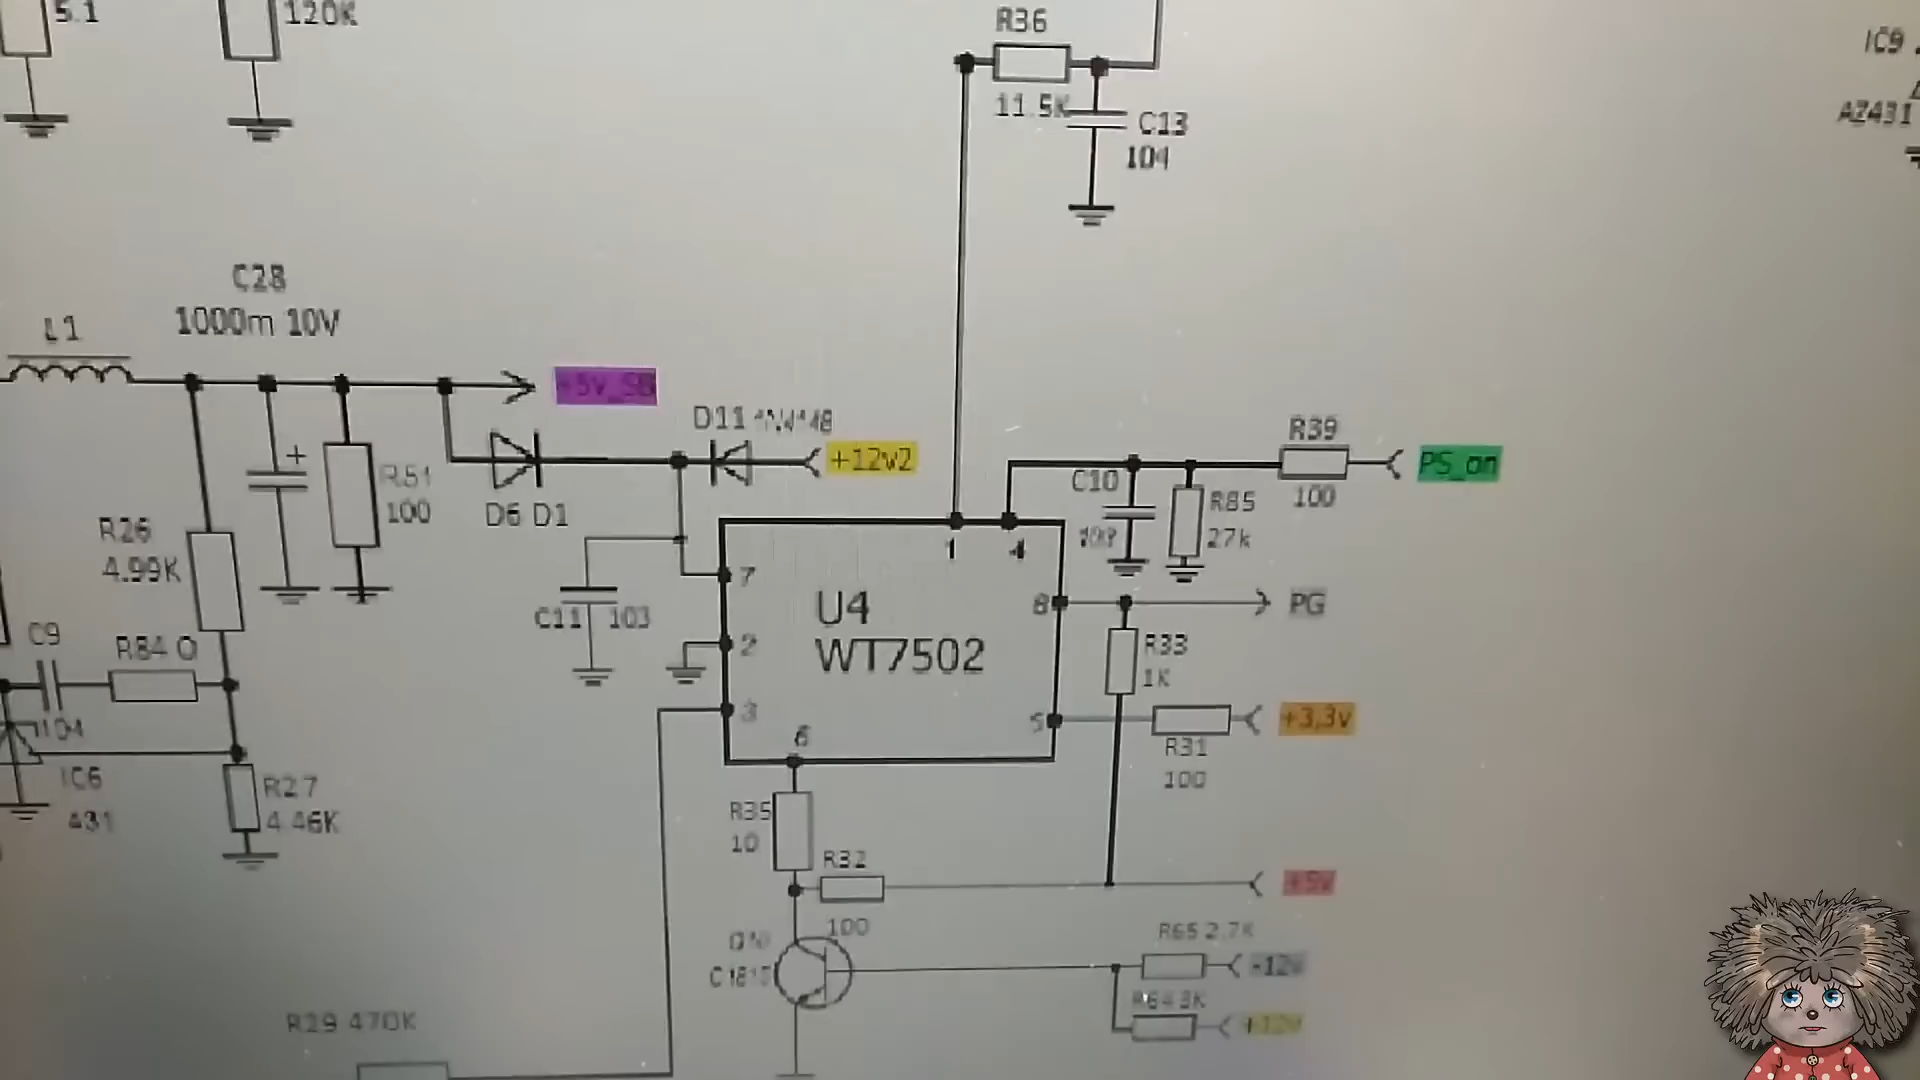 5.1
120K
R36
11.5K
C13
104
IC9
AZ431
C28
1000m 10V
L1
+5v_SB
D11
+12v2
D6 D1
R51
100
R26
4.99K
C9
R84 0
104
IC6
431
R27
4.46K
C11 103
U4
WT7502
1
4
7
2
3
6
8
5
C10
R85
27k
R39
100
PS_on
PG
R33
1K
+3,3v
R31
100
R35
10
R32
100
+5v
R65 2.7K
-12v
R64 3K
+12v
R29 470K